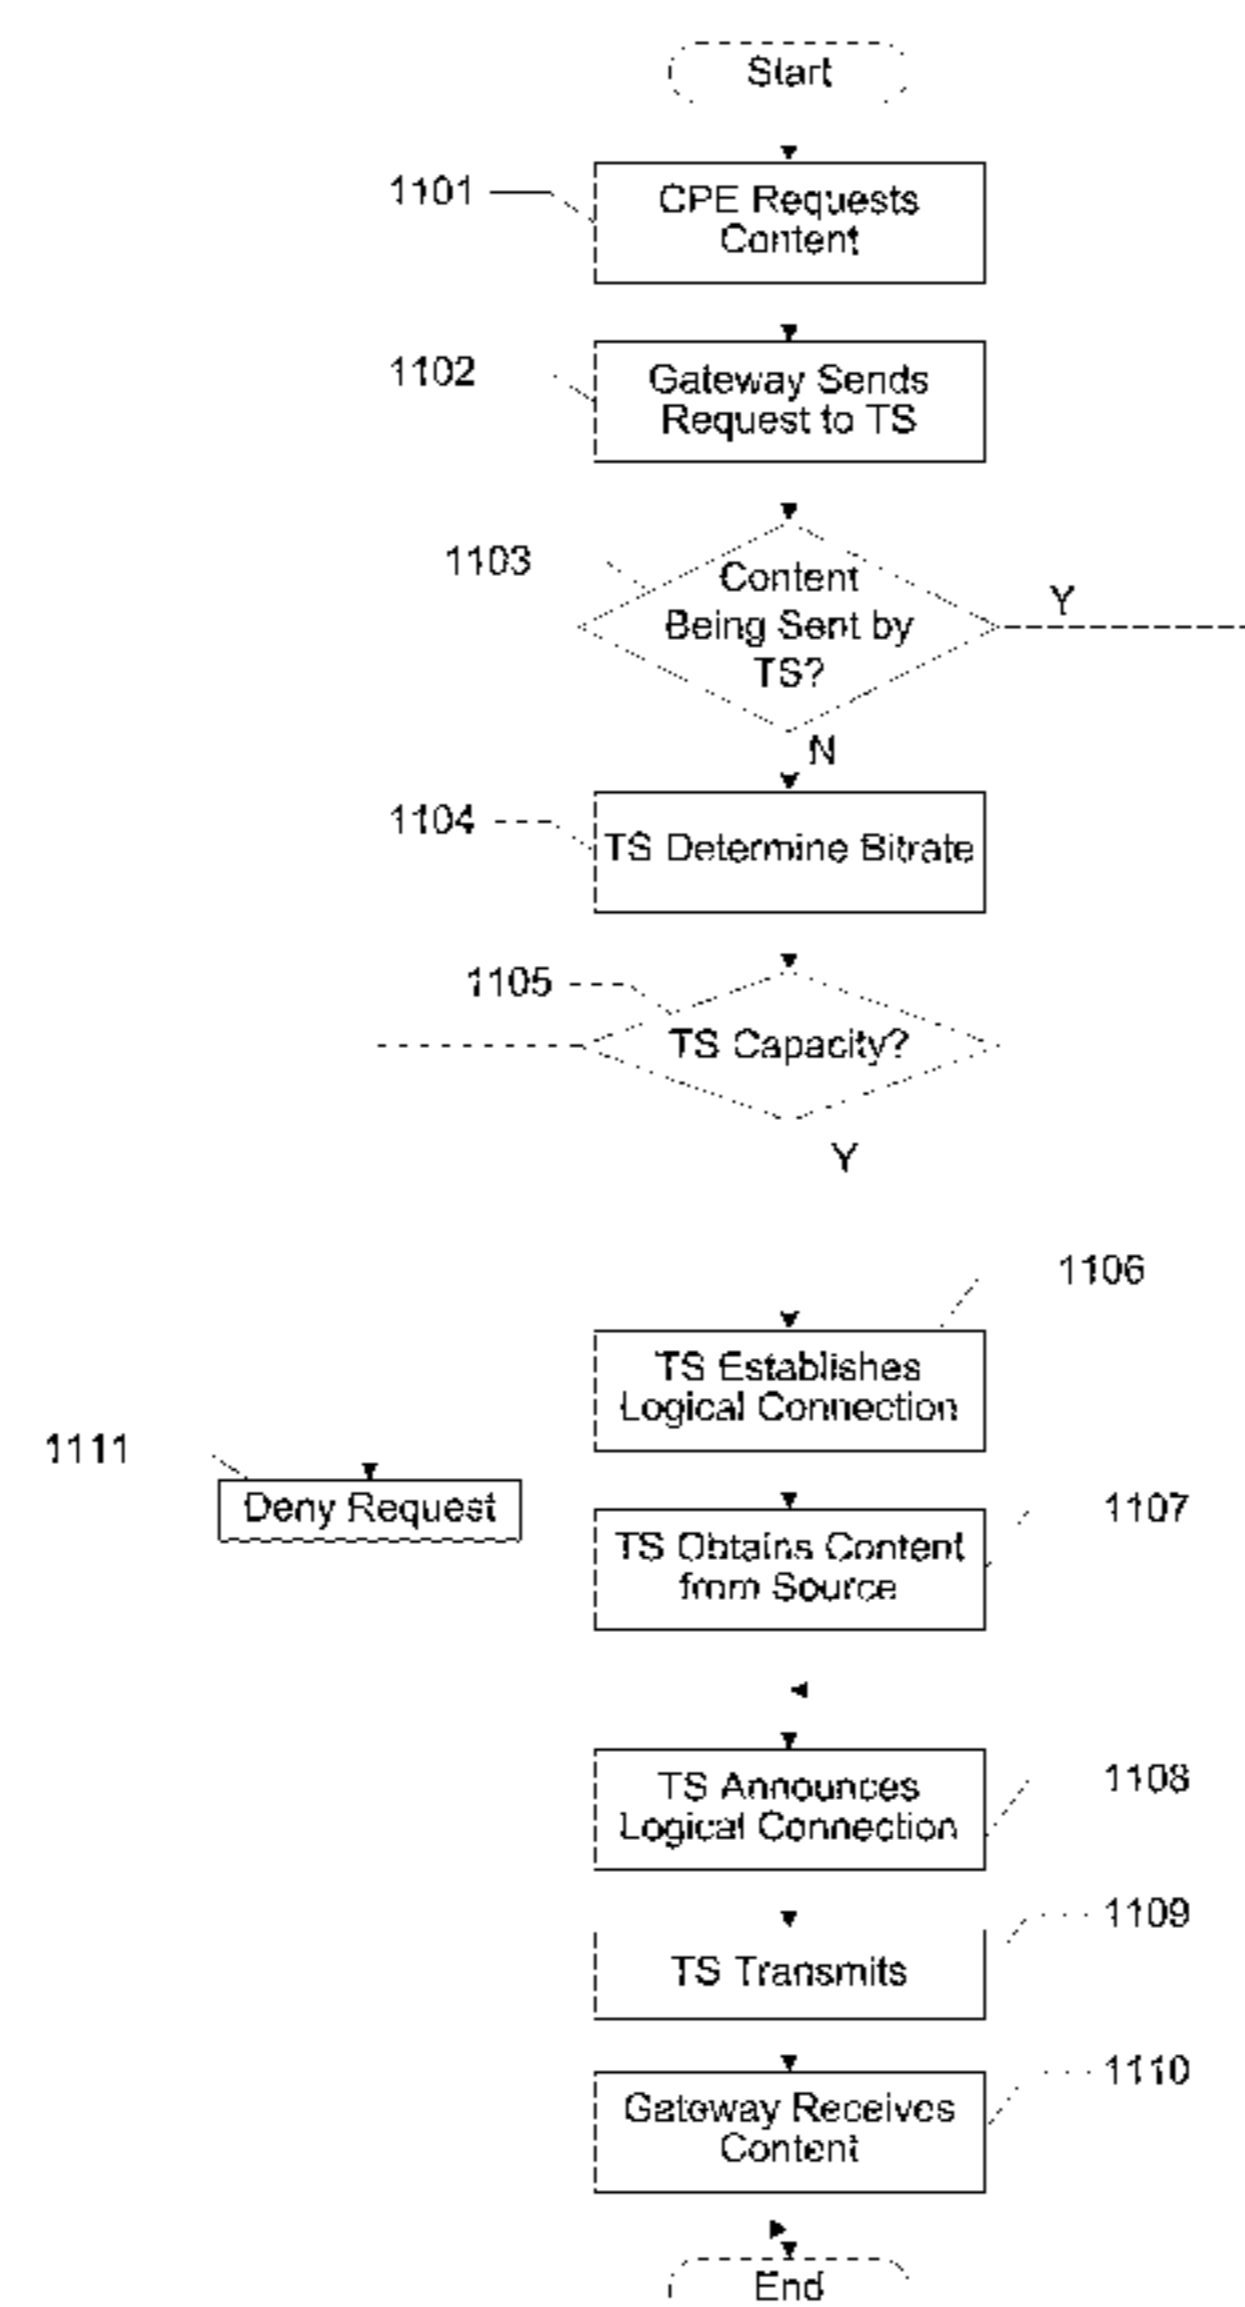 Start
1101
CPE Requests
Content
1102
Gateway Sends
Request to TS
1103
Content
Being Sent by
TS?
Y
N
1104
TS Determine Bitrate
1105
TS Capacity?
Y
1106
TS Establishes
Logical Connection
1111
Deny Request
1107
TS Obtains Content
from Source
1108
TS Announces
Logical Connection
1109
TS Transmits
1110
Gateway Receives
Content
End